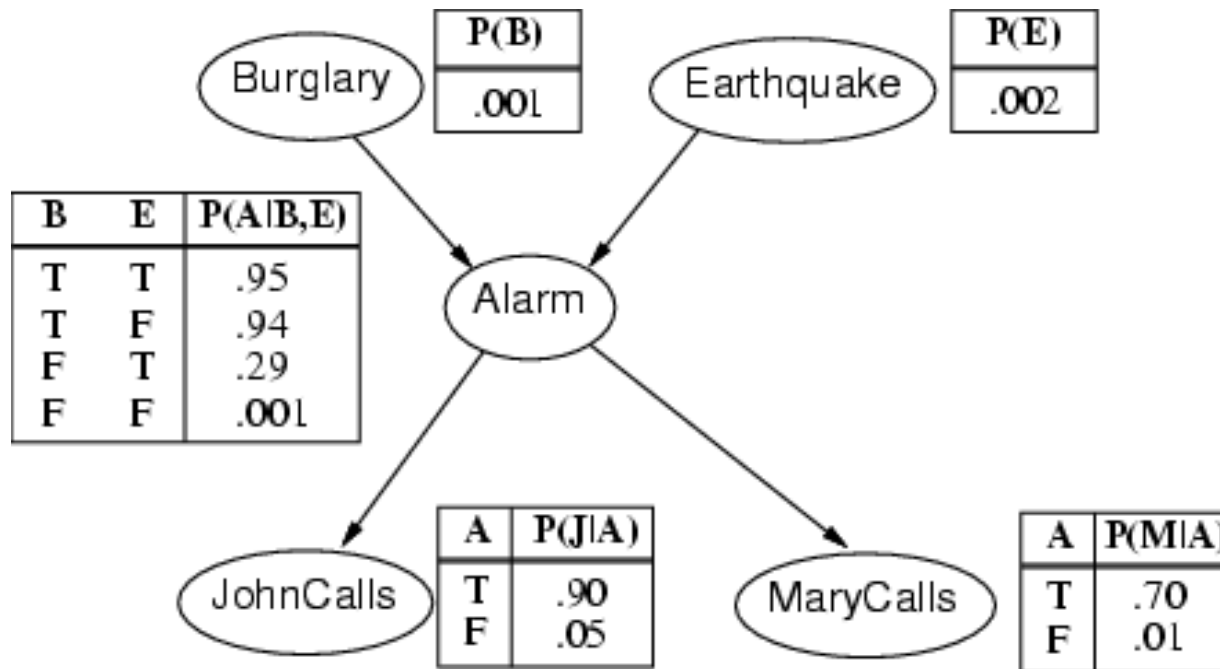 Burglary
P(B)
.001
Earthquake
P(E)
.002
B E P(A|B,E)
T T .95
T F .94
F T .29
F F .001
Alarm
JohnCalls
A P(J|A)
T .90
F .05
MaryCalls
A P(M|A)
T .70
F .01